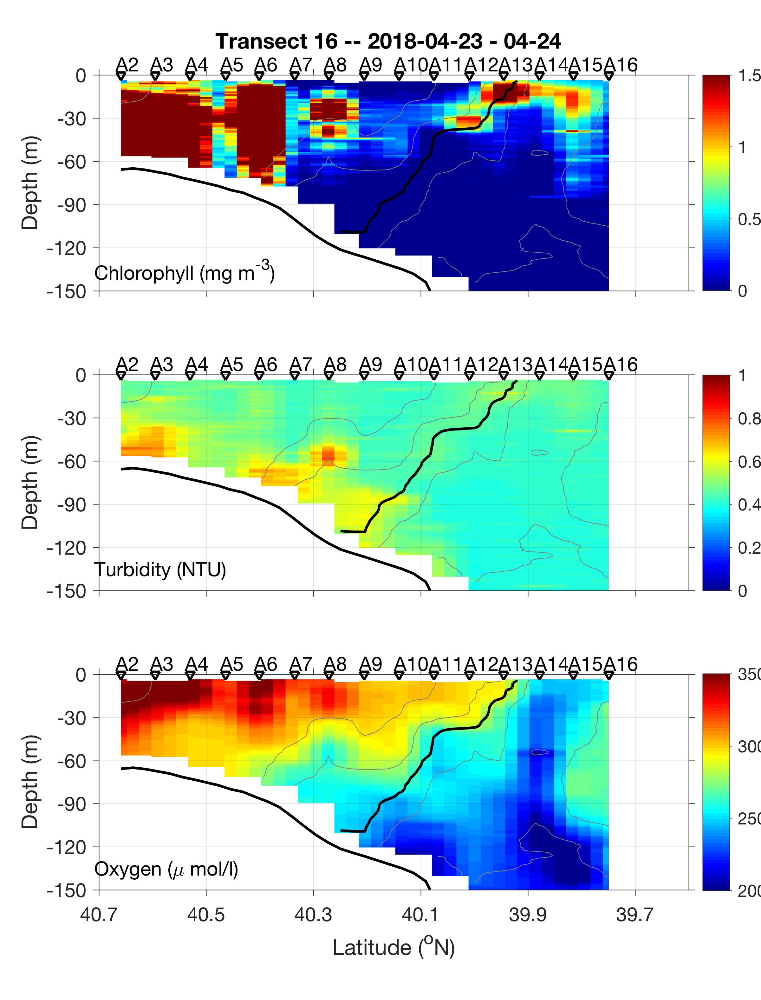 Transect 16 -- 2018-04-23 - 04-24
A2 A3 A4 A5 A6 A7 A8 A9 A10 A11 A12 A13 A14 A15 A16
0
-30
-60
-90
-120
-150
Depth (m)
Chlorophyll (mg m⁻³)
1.5
1
0.5
0
A2 A3 A4 A5 A6 A7 A8 A9 A10 A11 A12 A13 A14 A15 A16
0
-30
-60
-90
-120
-150
Depth (m)
Turbidity (NTU)
1
0.8
0.6
0.4
0.2
0
A2 A3 A4 A5 A6 A7 A8 A9 A10 A11 A12 A13 A14 A15 A16
0
-30
-60
-90
-120
-150
Depth (m)
Oxygen (μ mol/l)
350
300
250
200
40.7 40.5 40.3 40.1 39.9 39.7
Latitude (°N)